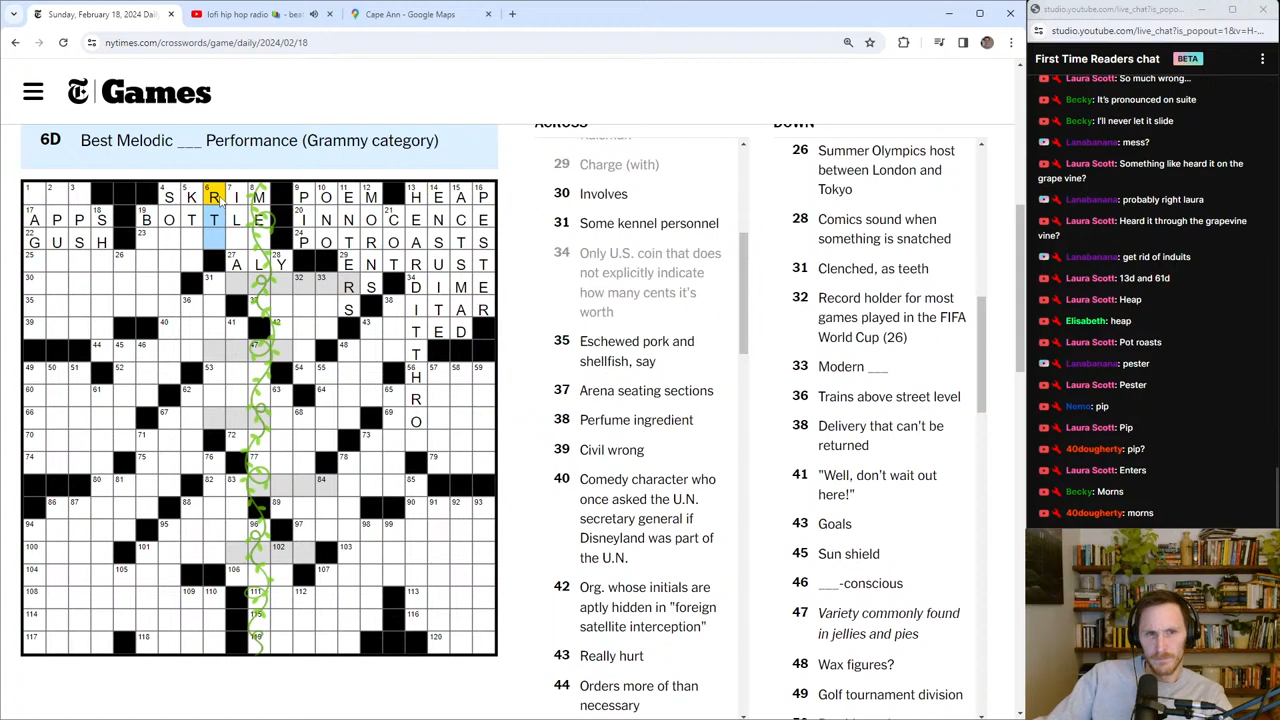 Sunday, February 18, 2024 Daily
lofi hip hop radio - beat
Cape Ann - Google Maps
nytimes.com/crosswords/game/daily/2024/02/18
Games
6D Best Melodic ___ Performance (Grammy category)
ACROSS
29 Charge (with)
30 Involves
31 Some kennel personnel
34 Only U.S. coin that does
not explicitly indicate
how many cents it's
worth
35 Eschewed pork and
shellfish, say
37 Arena seating sections
38 Perfume ingredient
39 Civil wrong
40 Comedy character who
once asked the U.N.
secretary general if
Disneyland was part of
the U.N.
42 Org. whose initials are
aptly hidden in "foreign
satellite interception"
43 Really hurt
44 Orders more of than
necessary
DOWN
26 Summer Olympics host
between London and
Tokyo
28 Comics sound when
something is snatched
31 Clenched, as teeth
32 Record holder for most
games played in the FIFA
World Cup (26)
33 Modern ___
36 Trains above street level
38 Delivery that can't be
returned
41 "Well, don't wait out
here!"
43 Goals
45 Sun shield
46 ___-conscious
47 Variety commonly found
in jellies and pies
48 Wax figures?
49 Golf tournament division
studio.youtube.com/live_chat?is_popo...
studio.youtube.com/live_chat?is_popout=1&v=H-...
First Time Readers chat BETA
Laura Scott: So much wrong...
Becky: It's pronounced on suite
Becky: I'll never let it slide
Lanabanana: mess?
Laura Scott: Something like heard it on the
grape vine?
Lanabanana: probably right laura
Laura Scott: Heard it through the grapevine
vine?
Lanabanana: get rid of induits
Laura Scott: 13d and 61d
Laura Scott: Heap
Elisabeth: heap
Laura Scott: Pot roasts
Lanabanana: pester
Laura Scott: Pester
Nemo: pip
Laura Scott: Pip
40dougherty: pip?
Laura Scott: Enters
Becky: Morns
40dougherty: morns